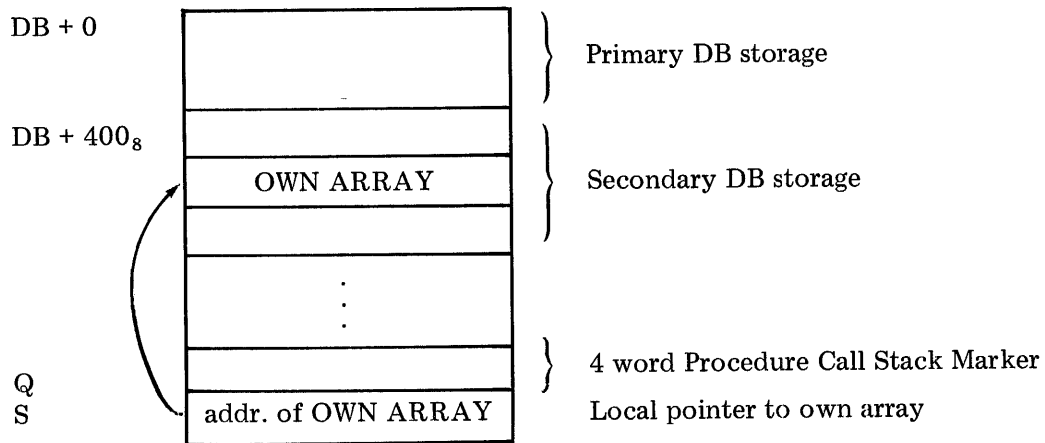 DB + 0
Primary DB storage
DB + 400₈
OWN ARRAY
Secondary DB storage
4 word Procedure Call Stack Marker
Q
S
addr. of OWN ARRAY
Local pointer to own array